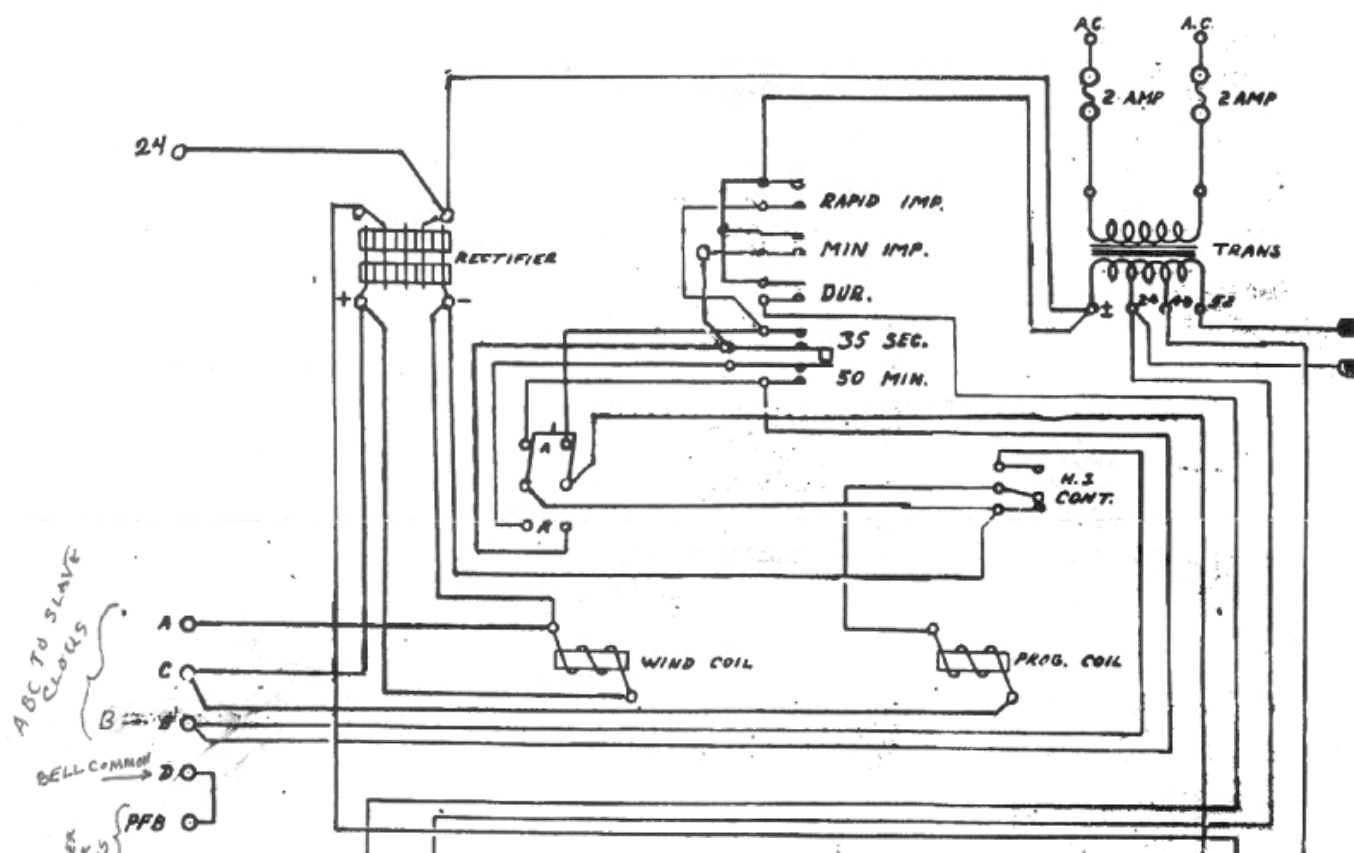 A.C. A.C.
2 AMP 2 AMP
24
RAPID IMP.
TRANS
MIN IMP.
RECTIFIER
+ -
DUR.
± 24 52
35 SEC.
50 MIN.
A
H.S
CONT.
R
ABC TO SLAVE
CLOCKS
A
WIND COIL
PROG. COIL
C
B B
BELL COMMON D
PFB